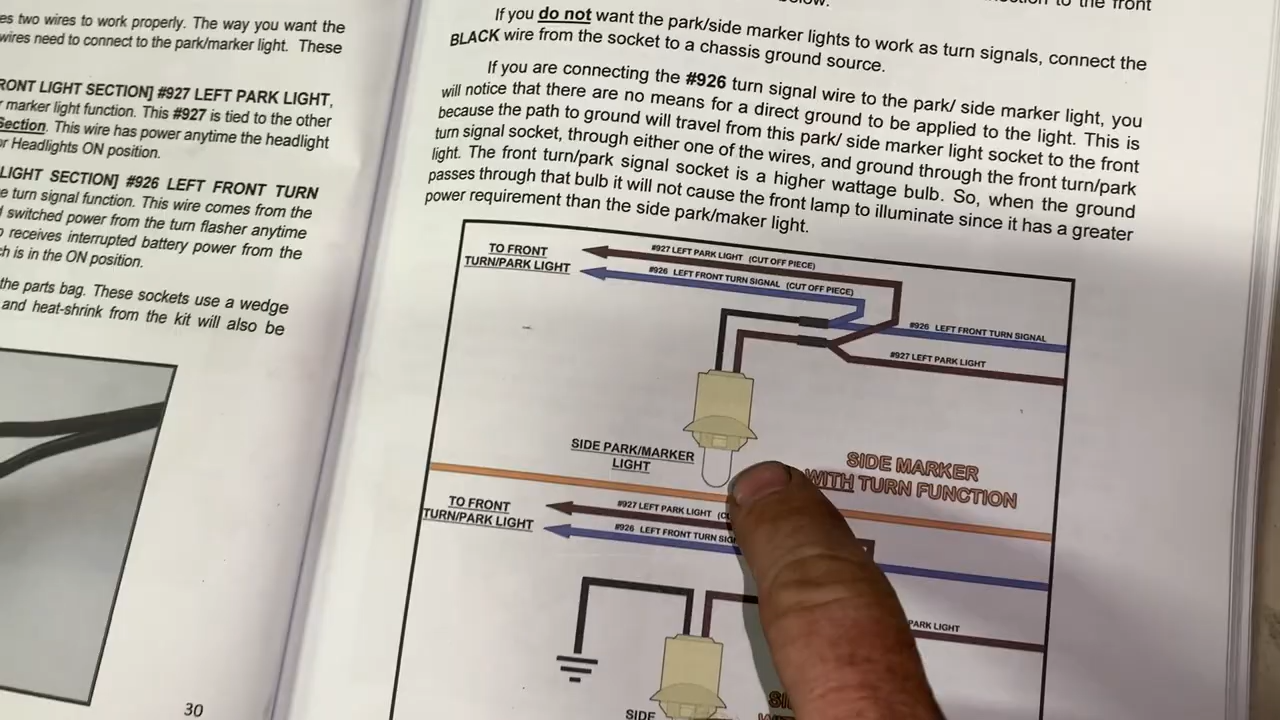 es two wires to work properly. The way you want the
wires need to connect to the park/marker light. These
RONT LIGHT SECTION] #927 LEFT PARK LIGHT,
marker light function. This #927 is tied to the other
Section. This wire has power anytime the headlight
or Headlights ON position.
LIGHT SECTION] #926 LEFT FRONT TURN
e turn signal function. This wire comes from the
switched power from the turn flasher anytime
receives interrupted battery power from the
ch is in the ON position.
the parts bag. These sockets use a wedge
and heat-shrink from the kit will also be
30
to the front
below.
If you do not want the park/side marker lights to work as turn signals, connect the
BLACK wire from the socket to a chassis ground source.
If you are connecting the #926 turn signal wire to the park/ side marker light, you
will notice that there are no means for a direct ground to be applied to the light. This is
because the path to ground will travel from this park/ side marker light socket to the front
turn signal socket, through either one of the wires, and ground through the front turn/park
light. The front turn/park signal socket is a higher wattage bulb. So, when the ground
passes through that bulb it will not cause the front lamp to illuminate since it has a greater
power requirement than the side park/maker light.
TO FRONT
TURN/PARK LIGHT
#927 LEFT PARK LIGHT (CUT OFF PIECE)
#926 LEFT FRONT TURN SIGNAL (CUT OFF PIECE)
#926 LEFT FRONT TURN SIGNAL
#927 LEFT PARK LIGHT
SIDE PARK/MARKER
LIGHT
SIDE MARKER
WITH TURN FUNCTION
TO FRONT
TURN/PARK LIGHT
#927 LEFT PARK LIGHT (C
#926 LEFT FRONT TURN SIG
PARK LIGHT
SIDE